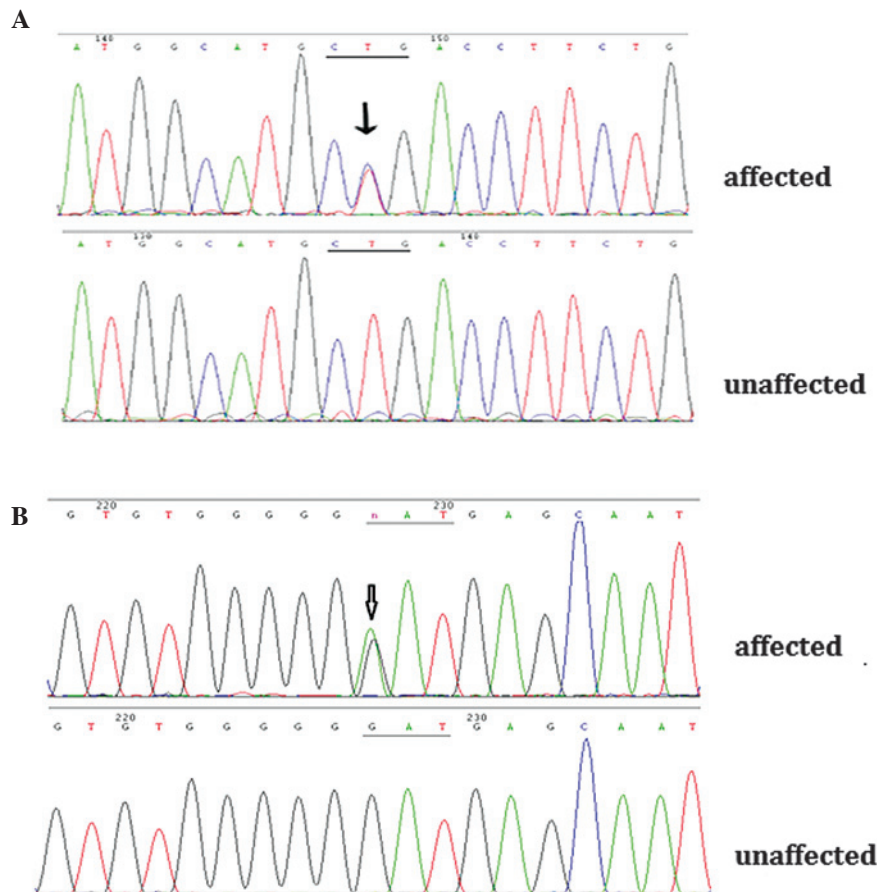 A
140 150
A T G G C A T G C T G A C C T T C T G
affected
130 140
A T G G C A T G C T G A C C T T C T G
unaffected
B
220 230
G T G T G G G G G n A T G A G C A A T
affected
.
220 230
G T G T G G G G G G A T G A G C A A T
unaffected